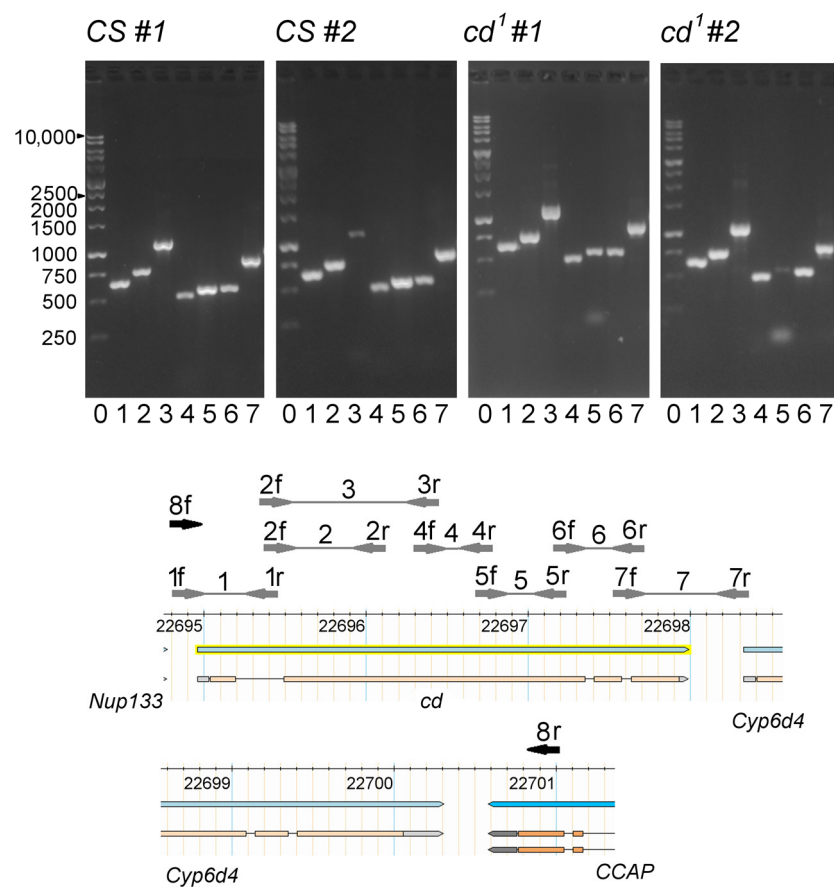 CS #1 CS #2 cd¹ #1 cd¹ #2
10,000
2500
2000
1500
1000
750
500
250
0 1 2 3 4 5 6 7 0 1 2 3 4 5 6 7 0 1 2 3 4 5 6 7 0 1 2 3 4 5 6 7
2f 3 3r
8f
2f 2 2r 4f 4 4r 6f 6 6r
1f 1 1r 5f 5 5r 7f 7 7r
22695 22696 22697 22698
Nup133 cd Cyp6d4
8r
22699 22700 22701
Cyp6d4 CCAP